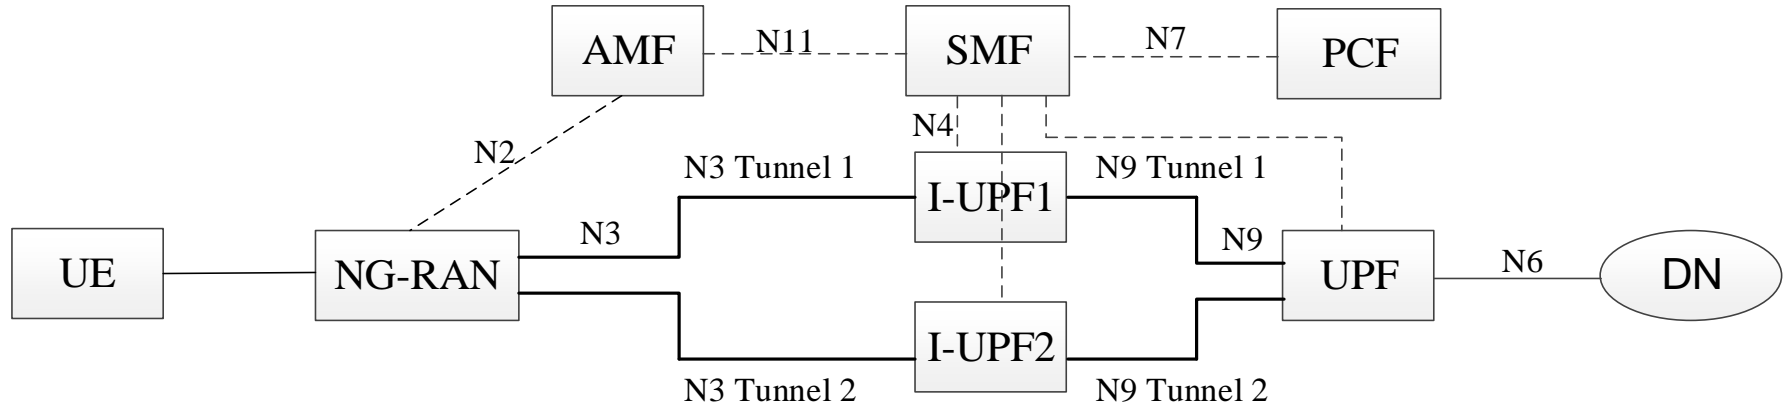 AMF
N11
SMF
N7
PCF
N4
N2
N3 Tunnel 1
I-UPF1
N9 Tunnel 1
UE
NG-RAN
N3
N9
UPF
N6
DN
I-UPF2
N3 Tunnel 2
N9 Tunnel 2